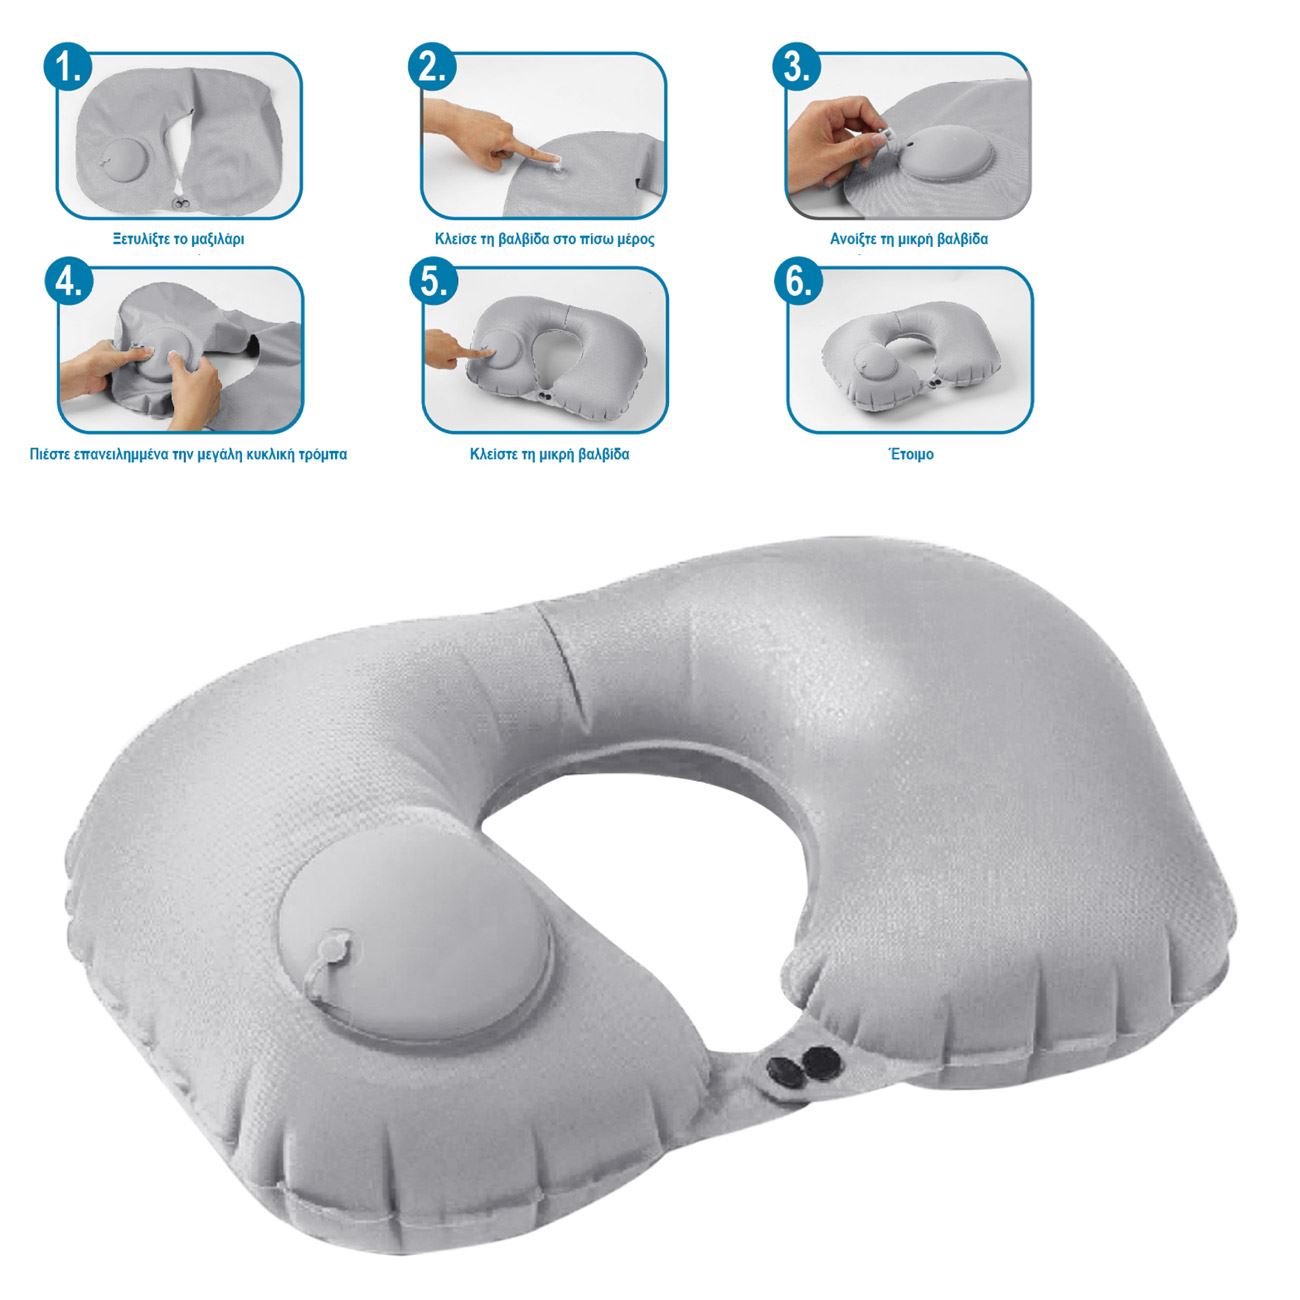 1.
2.
3.
Ξετυλίξτε το μαξιλάρι
Κλείσε τη βαλβίδα στο πίσω μέρος
Ανοίξτε τη μικρή βαλβίδα
4.
5.
6.
Πιέστε επανειλημμένα την μεγάλη κυκλική τρόμπα
Κλείστε τη μικρή βαλβίδα
Έτοιμο